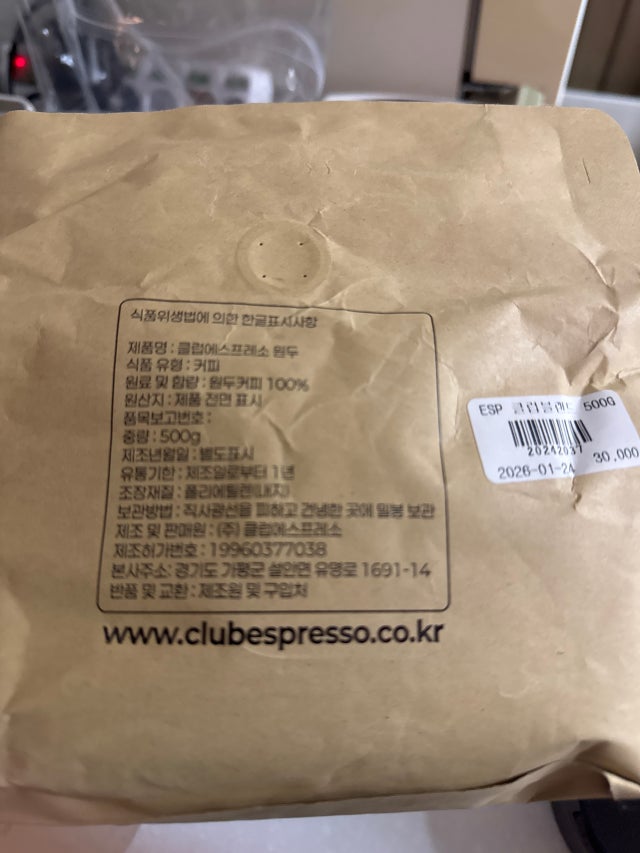 식품위생법에 의한 한글표시사항
제품명 : 클럽에스프레소 원두
식품 유형 : 커피
원료 및 함량 : 원두커피 100%
원산지 : 제품 전면 표시
품목보고번호 :
중량 : 500g
제조년월일 : 별도표시
유통기한 : 제조일로부터 1년
포장재질 : 폴리에틸렌(내지)
보관방법 : 직사광선을 피하고 건냉한 곳에 밀봉 보관
제조 및 판매원 : (주) 클럽에스프레소
제조허가번호 : 19960377038
본사주소: 경기도 가평군 설악면 유명로 1691-14
반품 및 교환 : 제조원 및 구입처
www.clubespresso.co.kr
ESP 클럽블렌드 500G
2026-01-24
30,000